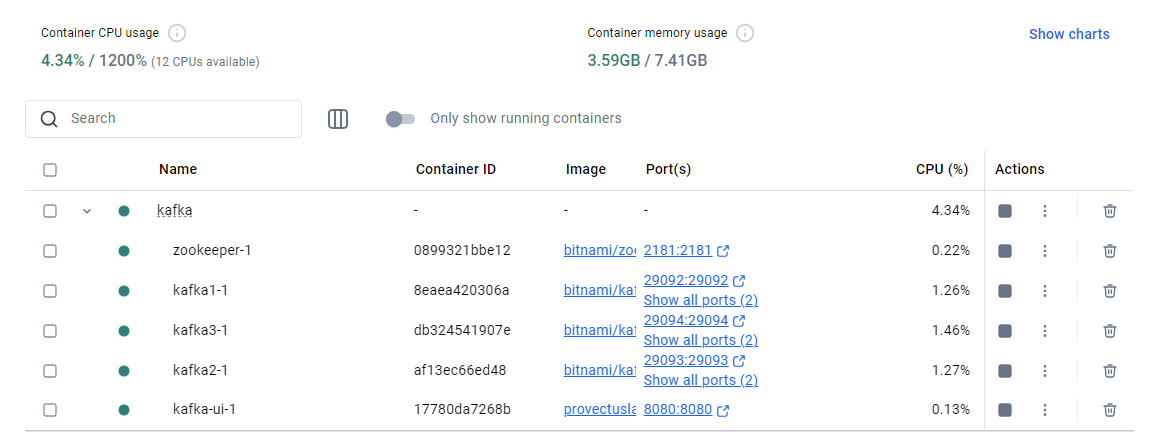 Container CPU usage
4.34% / 1200% (12 CPUs available)
Container memory usage
3.59GB / 7.41GB
Show charts
Search
Only show running containers
Name Container ID Image Port(s) CPU (%) Actions
kafka - - - 4.34%
zookeeper-1 0899321bbe12 bitnami/zoo 2181:2181 0.22%
kafka1-1 8eaea420306a bitnami/kaf 29092:29092 1.26%
Show all ports (2)
kafka3-1 db324541907e bitnami/kaf 29094:29094 1.46%
Show all ports (2)
kafka2-1 af13ec66ed48 bitnami/kaf 29093:29093 1.27%
Show all ports (2)
kafka-ui-1 17780da7268b provectusla 8080:8080 0.13%